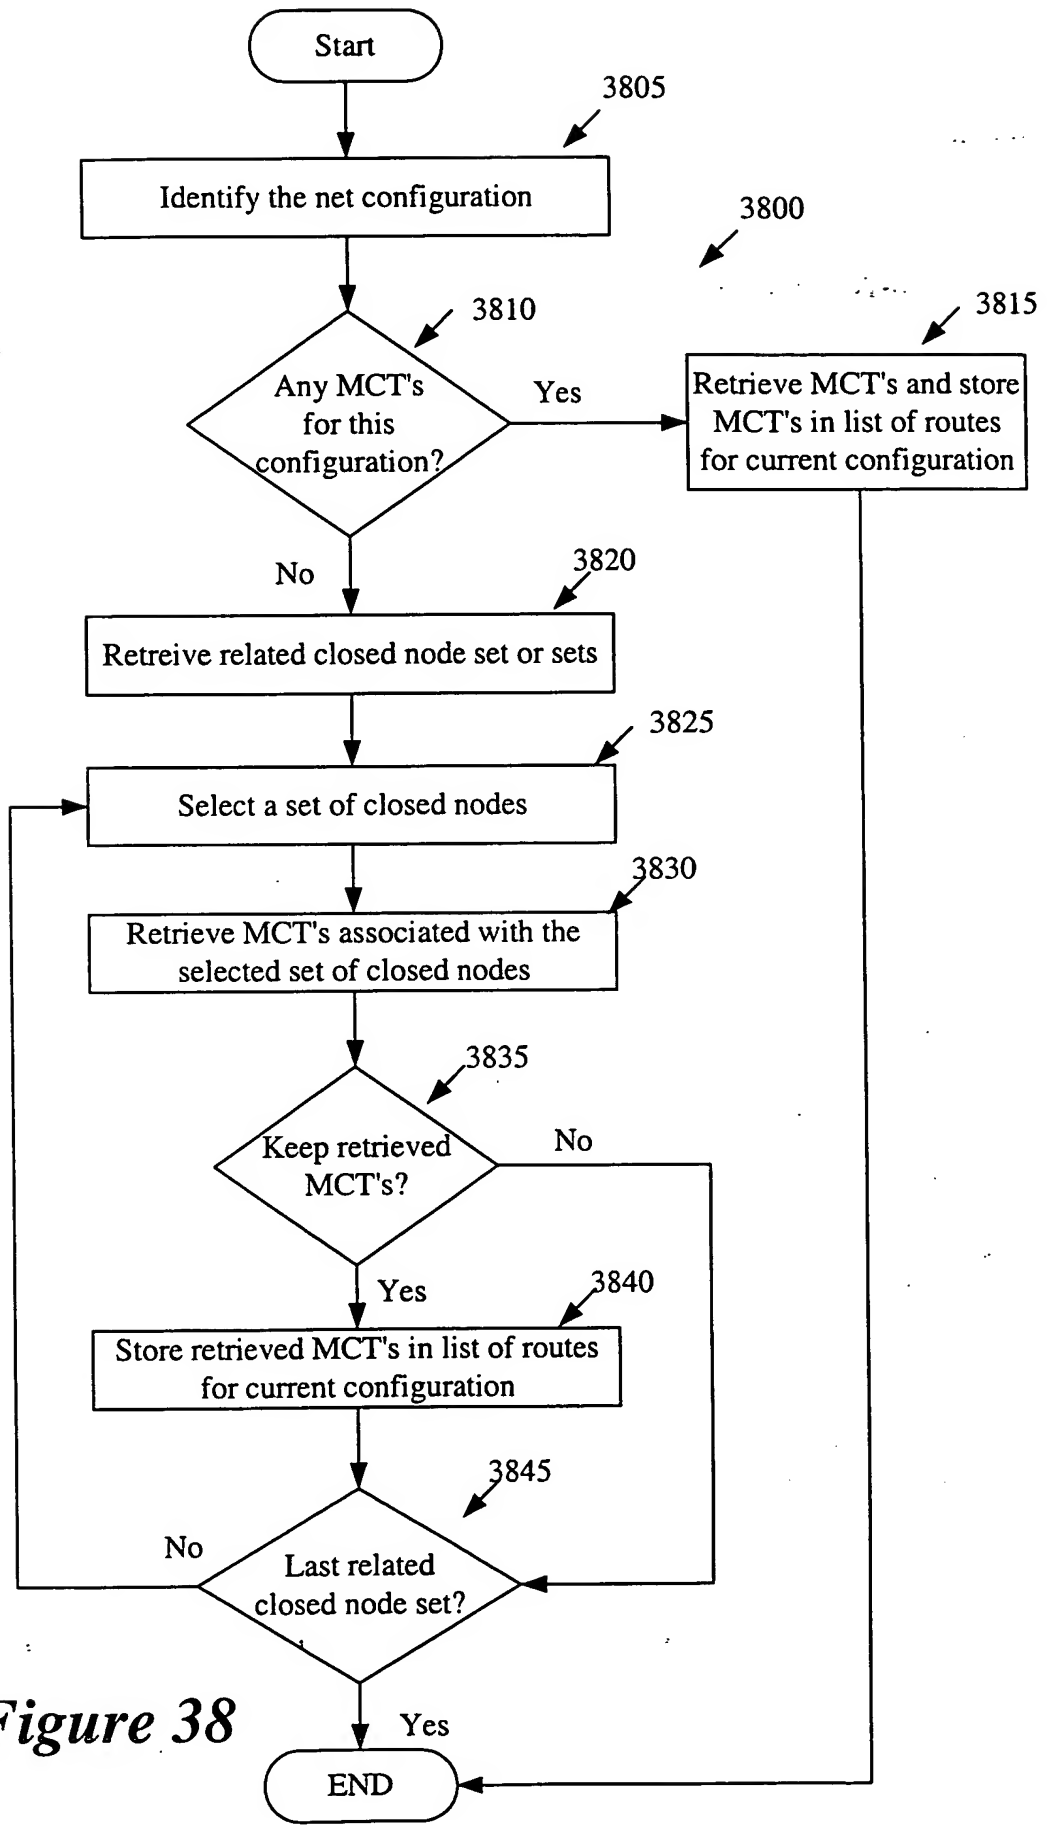 Start
3805
Identify the net configuration
3800
3810
3815
Any MCT's
for this
configuration?
Yes
Retrieve MCT's and store
MCT's in list of routes
for current configuration
No
3820
Retreive related closed node set or sets
3825
Select a set of closed nodes
3830
Retrieve MCT's associated with the
selected set of closed nodes
3835
Keep retrieved
MCT's?
No
Yes
3840
Store retrieved MCT's in list of routes
for current configuration
3845
No
Last related
closed node set?
Figure 38
Yes
END